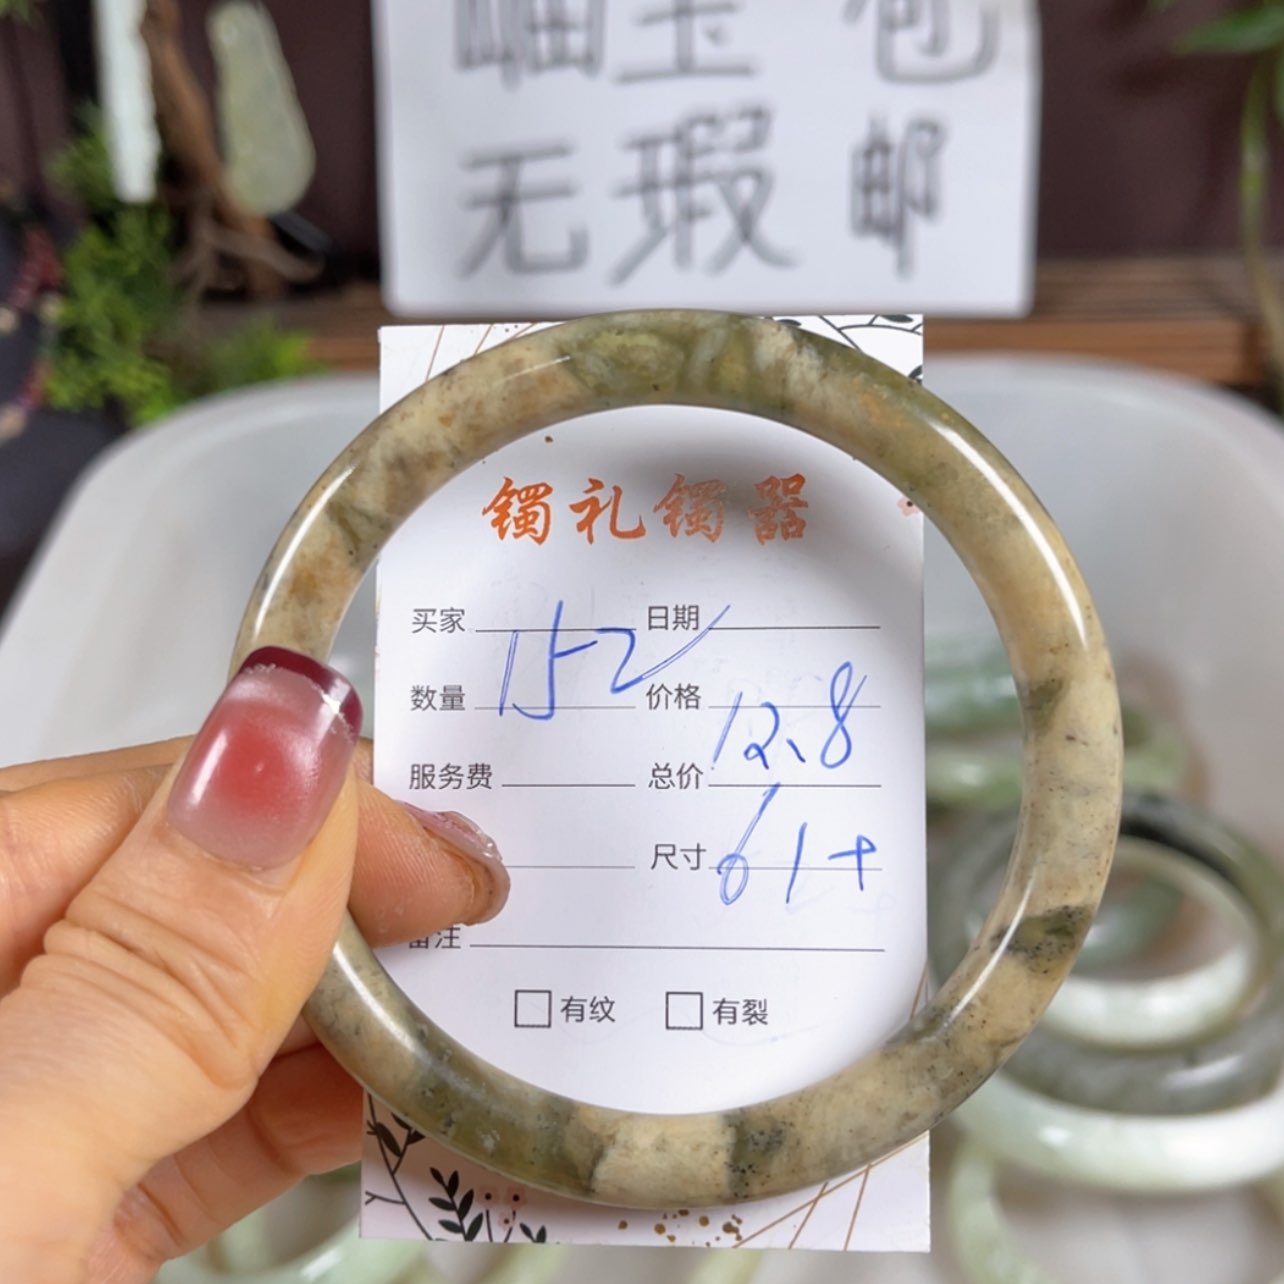 岫玉 包
无瑕 邮
镯礼镯器
买家 日期
152
数量 价格
12.8
服务费 总价
尺寸 61+
备注
有纹 有裂